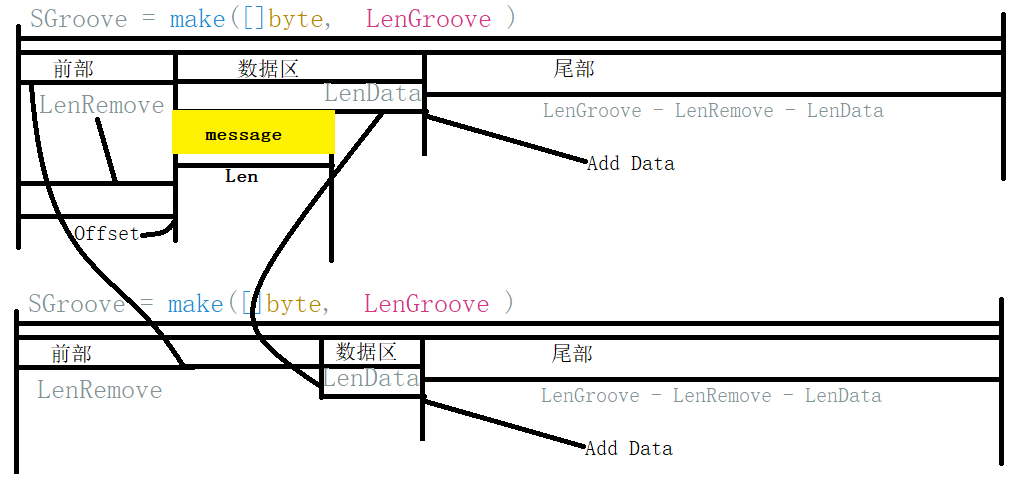 SGroove = make([]byte, LenGroove )
前部 数据区 尾部
LenRemove LenData LenGroove - LenRemove - LenData
message
Add Data
Len
Offset
SGroove = make([]byte, LenGroove )
前部 数据区 尾部
LenRemove LenData LenGroove - LenRemove - LenData
Add Data